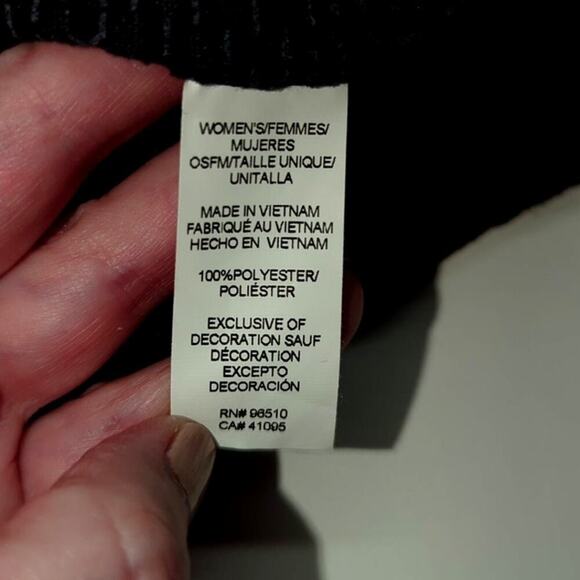 WOMEN'S/FEMMES/
MUJERES
OSFM/TAILLE UNIQUE/
UNITALLA
MADE IN VIETNAM
FABRIQUÉ AU VIETNAM
HECHO EN VIETNAM
100%POLYESTER/
POLIÉSTER
EXCLUSIVE OF
DECORATION SAUF
DÉCORATION
EXCEPTO
DECORACIÓN
RN# 96510
CA# 41095